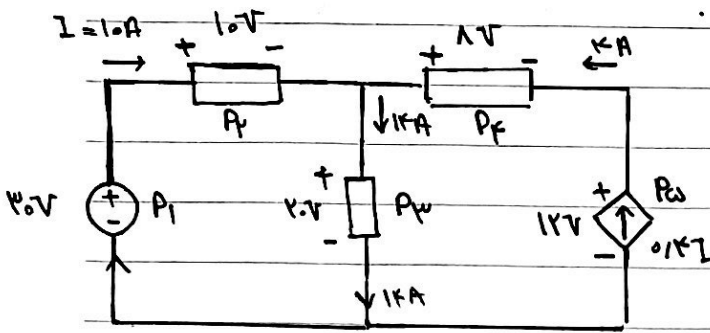 I = ۱۰A + ۱۰V - + ۸V - ۴A
P۲ ۱۴A P۴
۳۰V + - P۱ + ۲۰V - P۳ + ۱۲V - P۵
۰٫۴I
۱۴A